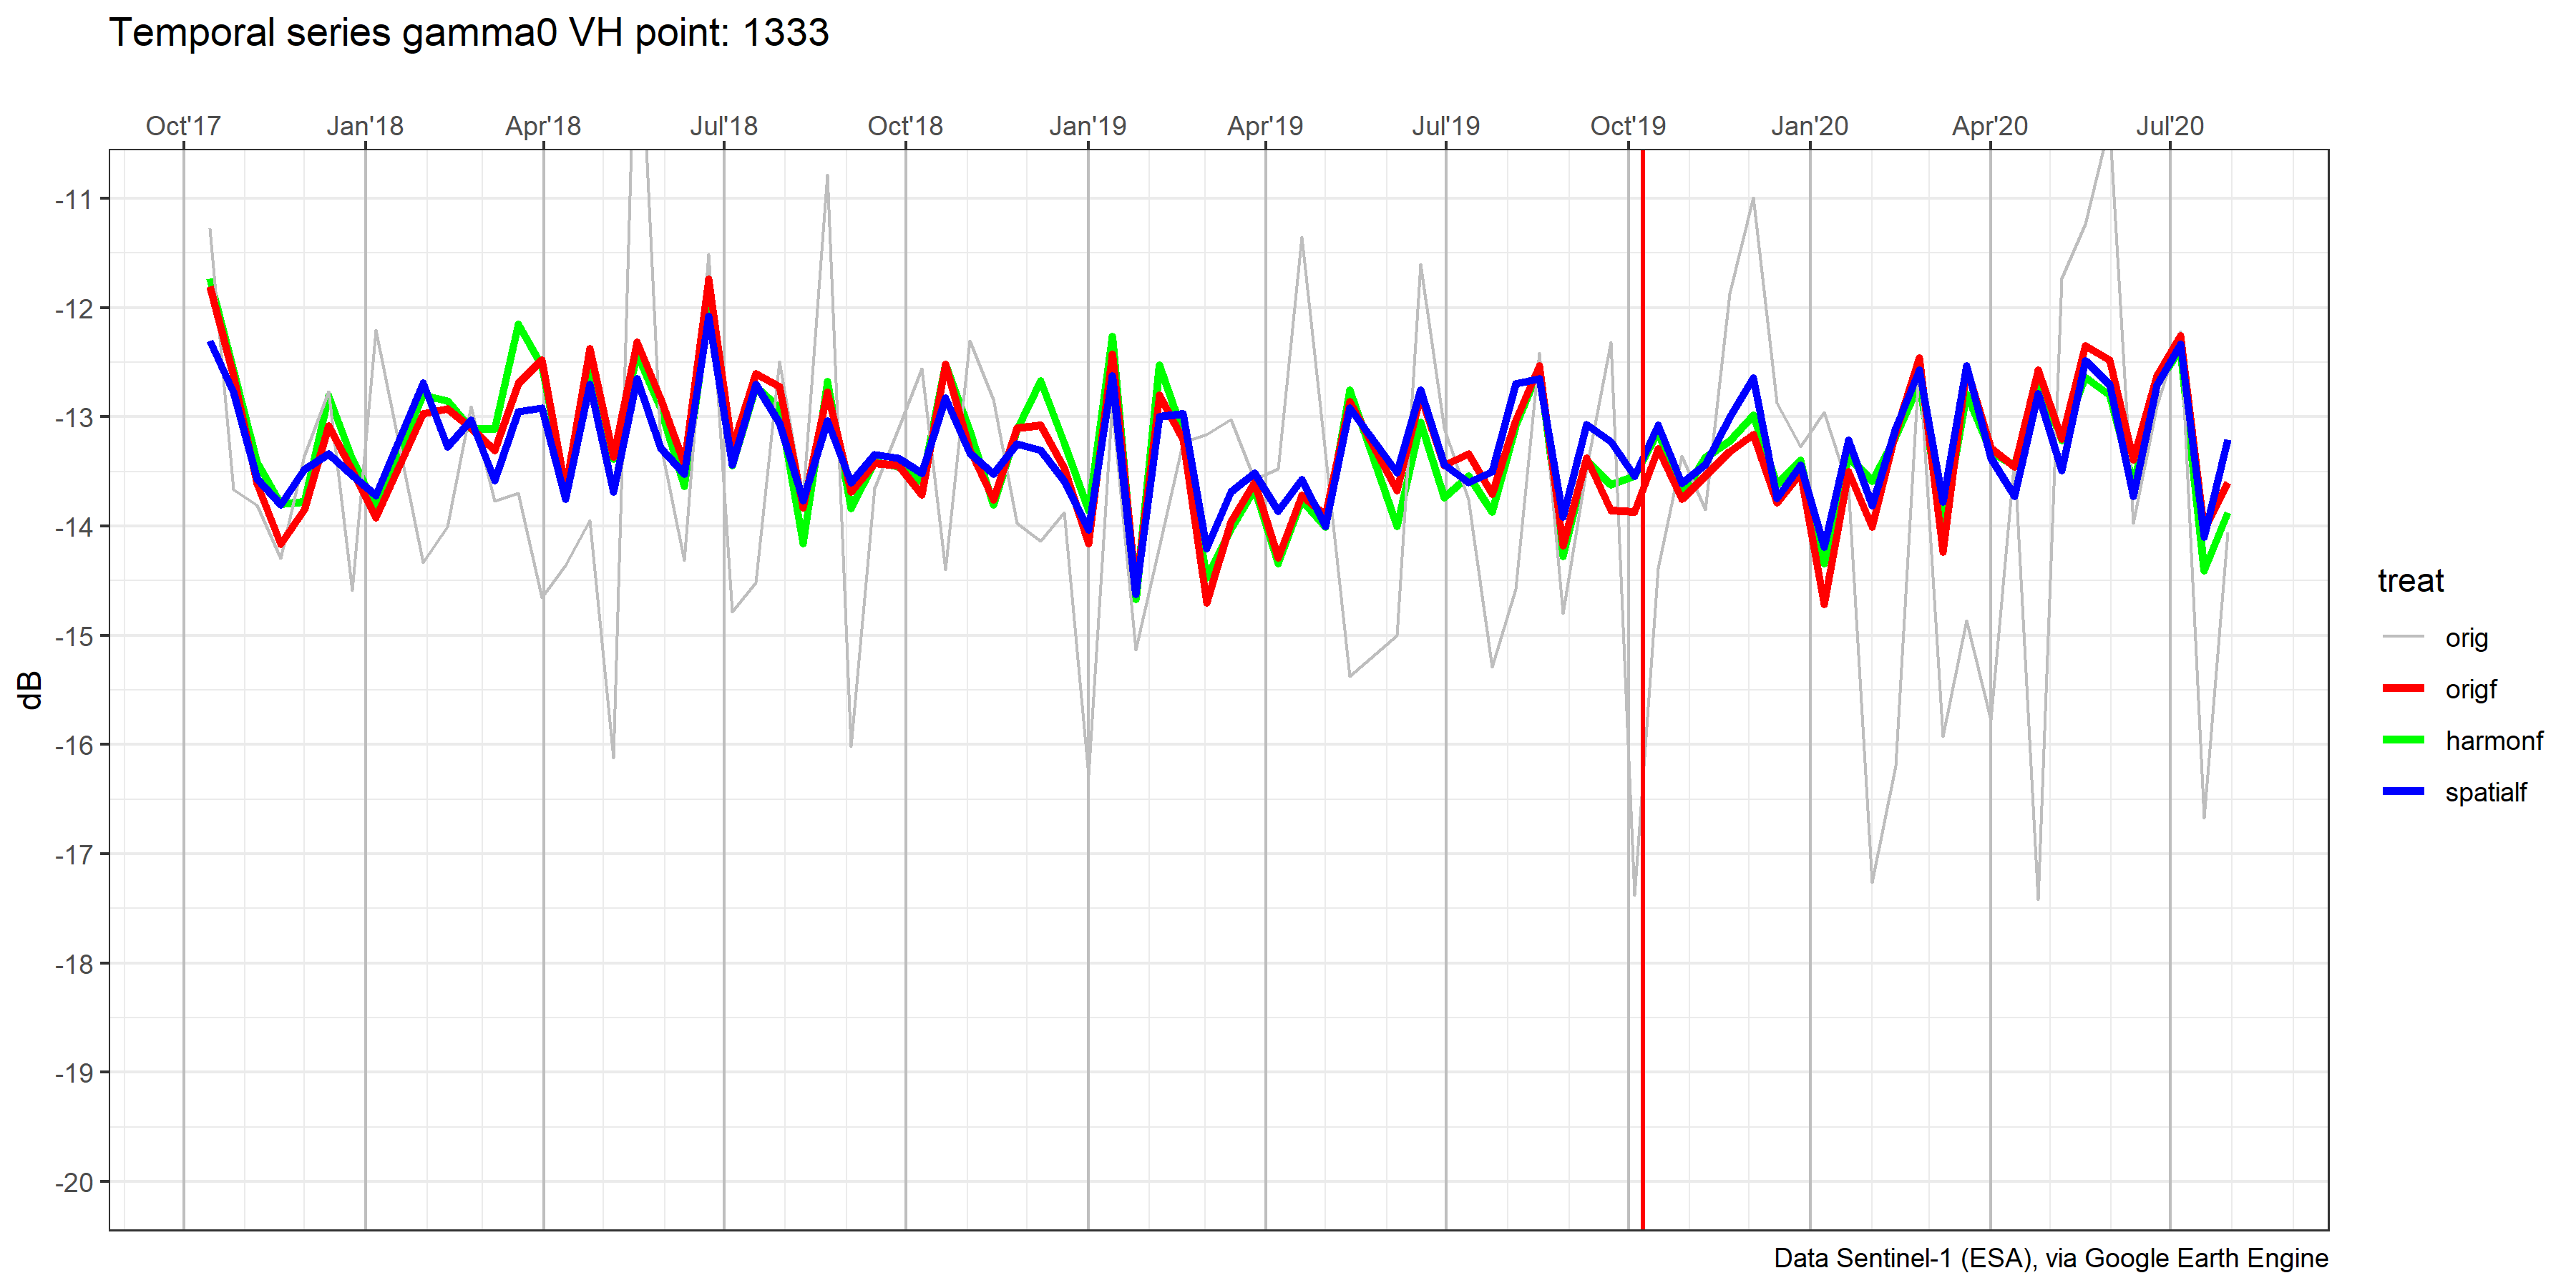 Temporal series gamma0 VH point: 1333
Oct'17 Jan'18 Apr'18 Jul'18 Oct'18 Jan'19 Apr'19 Jul'19 Oct'19 Jan'20 Apr'20 Jul'20
-11
-12
-13
-14
-15
-16
-17
-18
-19
-20
dB
treat
orig
origf
harmonf
spatialf
Data Sentinel-1 (ESA), via Google Earth Engine